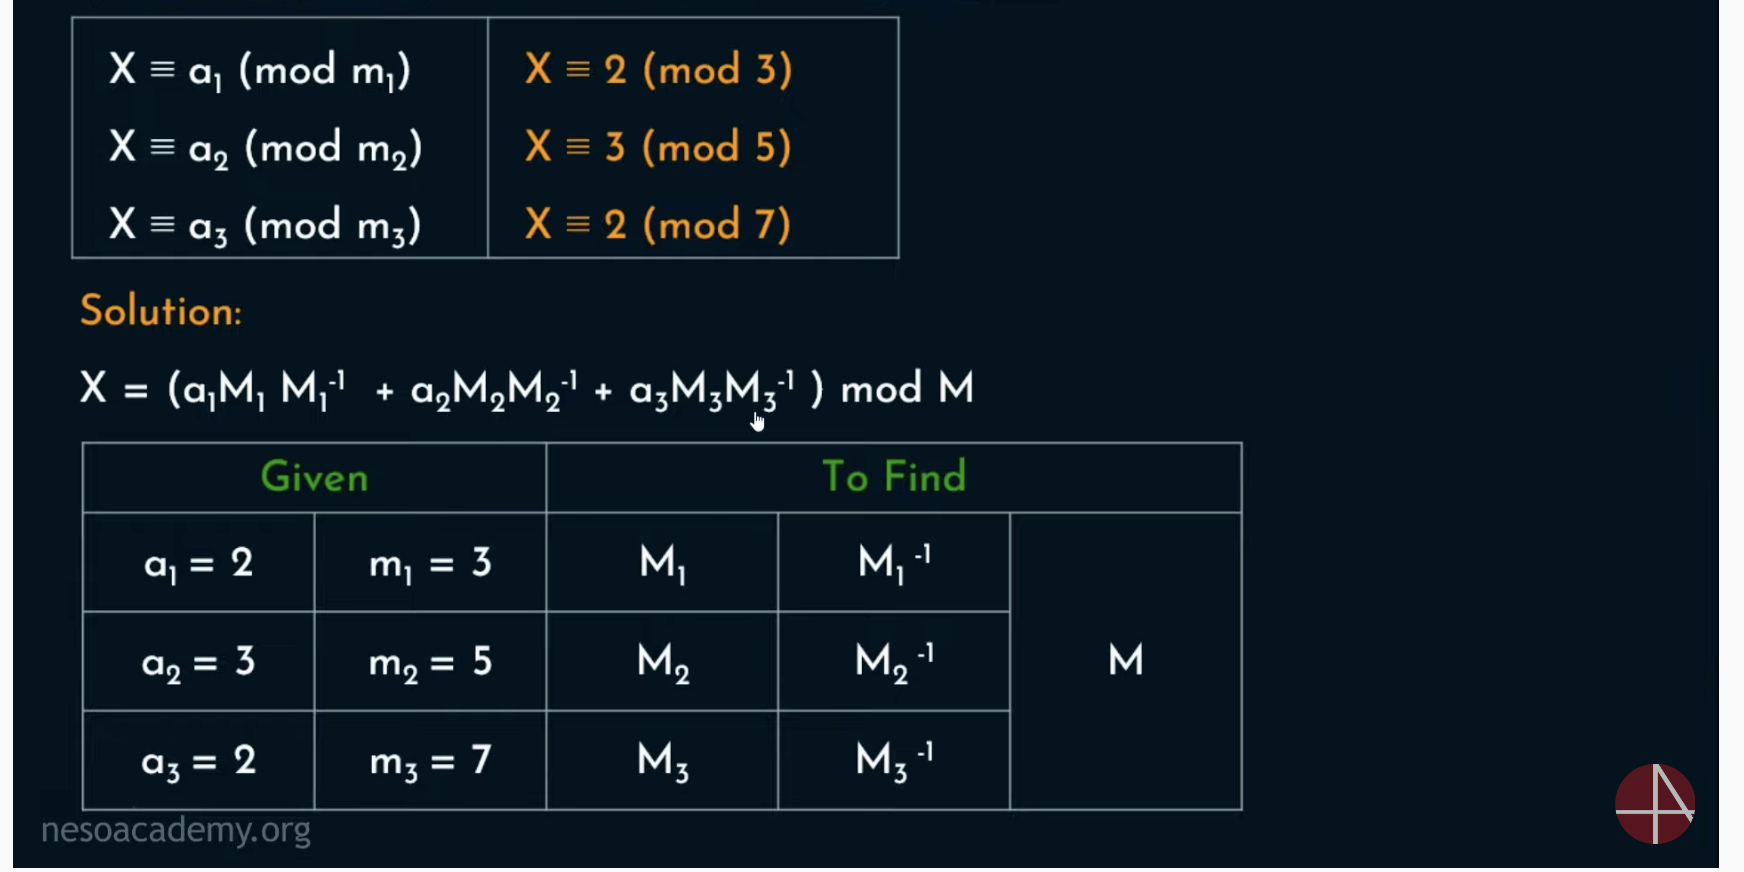 X ≡ a₁ (mod m₁) X ≡ 2 (mod 3)
X ≡ a₂ (mod m₂) X ≡ 3 (mod 5)
X ≡ a₃ (mod m₃) X ≡ 2 (mod 7)
Solution:
X = (a₁M₁ M₁⁻¹ + a₂M₂M₂⁻¹ + a₃M₃M₃⁻¹ ) mod M
Given To Find
a₁ = 2 m₁ = 3 M₁ M₁⁻¹
a₂ = 3 m₂ = 5 M₂ M₂⁻¹ M
a₃ = 2 m₃ = 7 M₃ M₃⁻¹
nesoacademy.org